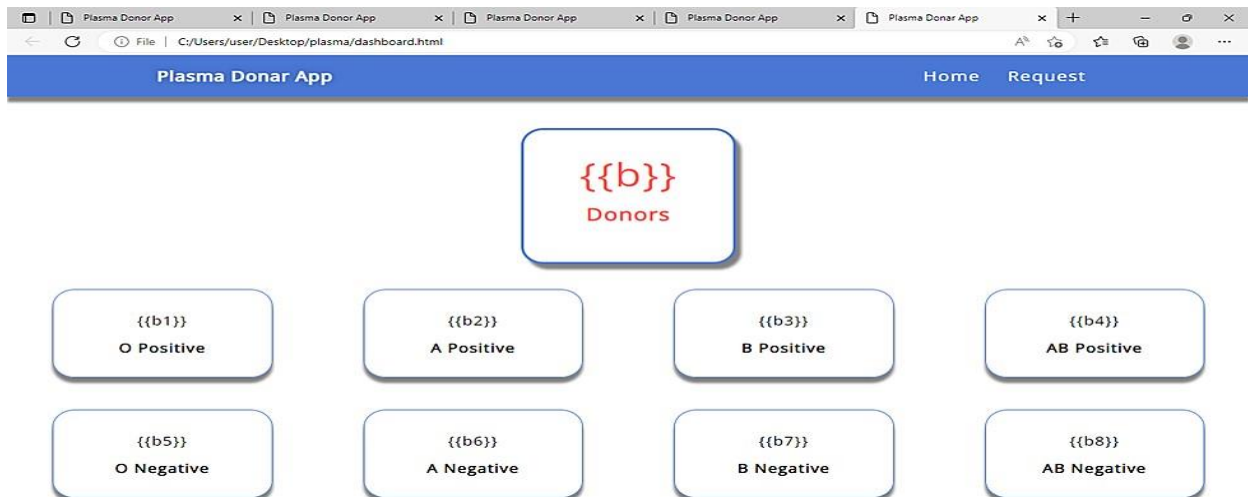 Plasma Donor App Plasma Donor App Plasma Donor App Plasma Donor App Plasma Donor App
File | C:/Users/user/Desktop/plasma/dashboard.html
Plasma Donar App Home Request
{{b}}
Donors
{{b1}} {{b2}} {{b3}} {{b4}}
O Positive A Positive B Positive AB Positive
{{b5}} {{b6}} {{b7}} {{b8}}
O Negative A Negative B Negative AB Negative